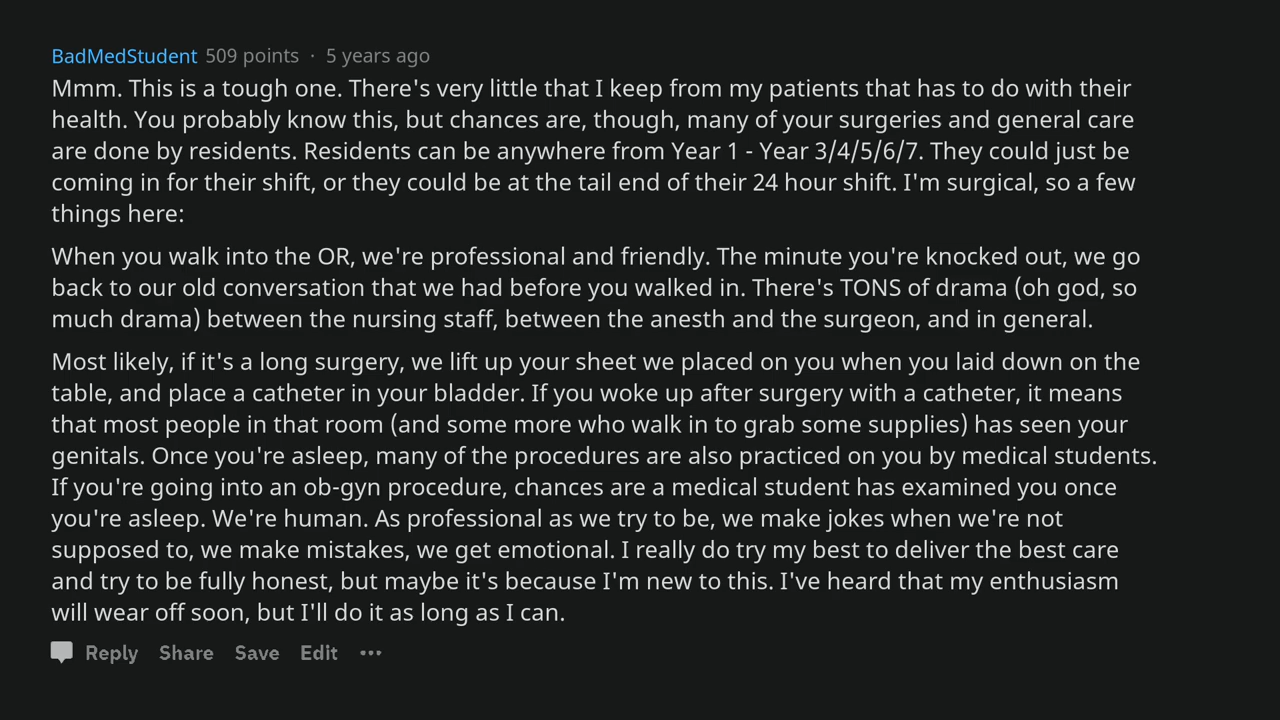 BadMedStudent 509 points · 5 years ago
Mmm. This is a tough one. There's very little that I keep from my patients that has to do with their
health. You probably know this, but chances are, though, many of your surgeries and general care
are done by residents. Residents can be anywhere from Year 1 - Year 3/4/5/6/7. They could just be
coming in for their shift, or they could be at the tail end of their 24 hour shift. I'm surgical, so a few
things here:
When you walk into the OR, we're professional and friendly. The minute you're knocked out, we go
back to our old conversation that we had before you walked in. There's TONS of drama (oh god, so
much drama) between the nursing staff, between the anesth and the surgeon, and in general.
Most likely, if it's a long surgery, we lift up your sheet we placed on you when you laid down on the
table, and place a catheter in your bladder. If you woke up after surgery with a catheter, it means
that most people in that room (and some more who walk in to grab some supplies) has seen your
genitals. Once you're asleep, many of the procedures are also practiced on you by medical students.
If you're going into an ob-gyn procedure, chances are a medical student has examined you once
you're asleep. We're human. As professional as we try to be, we make jokes when we're not
supposed to, we make mistakes, we get emotional. I really do try my best to deliver the best care
and try to be fully honest, but maybe it's because I'm new to this. I've heard that my enthusiasm
will wear off soon, but I'll do it as long as I can.
Reply Share Save Edit ···